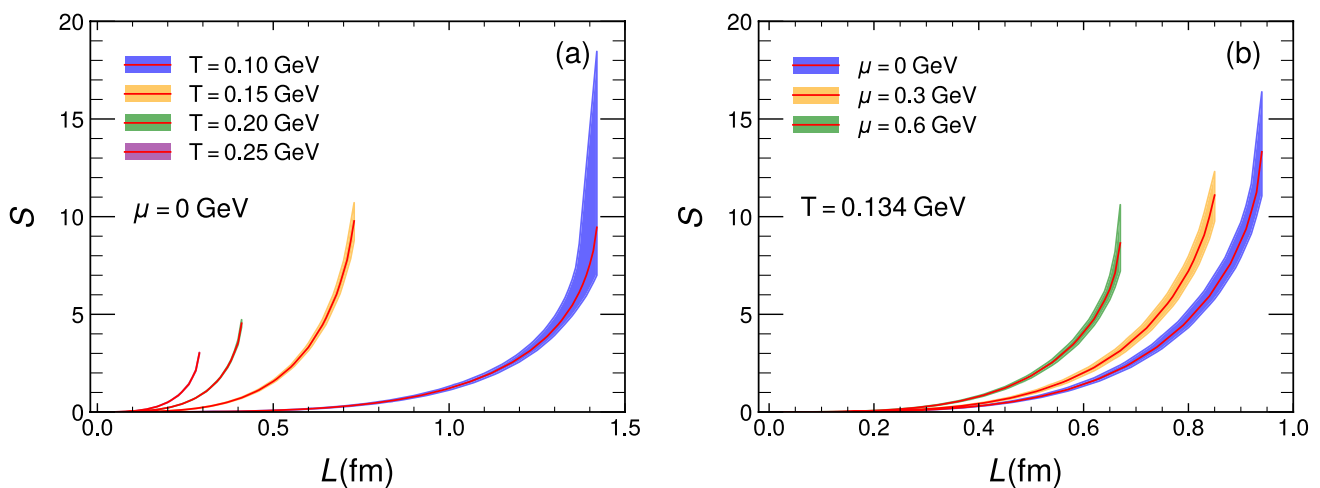 (a)
T = 0.10 GeV
T = 0.15 GeV
T = 0.20 GeV
T = 0.25 GeV
μ = 0 GeV
S
20
15
10
5
0
0.0
0.5
1.0
1.5
L(fm)
(b)
μ = 0 GeV
μ = 0.3 GeV
μ = 0.6 GeV
T = 0.134 GeV
S
20
15
10
5
0
0.0
0.2
0.4
0.6
0.8
1.0
L(fm)